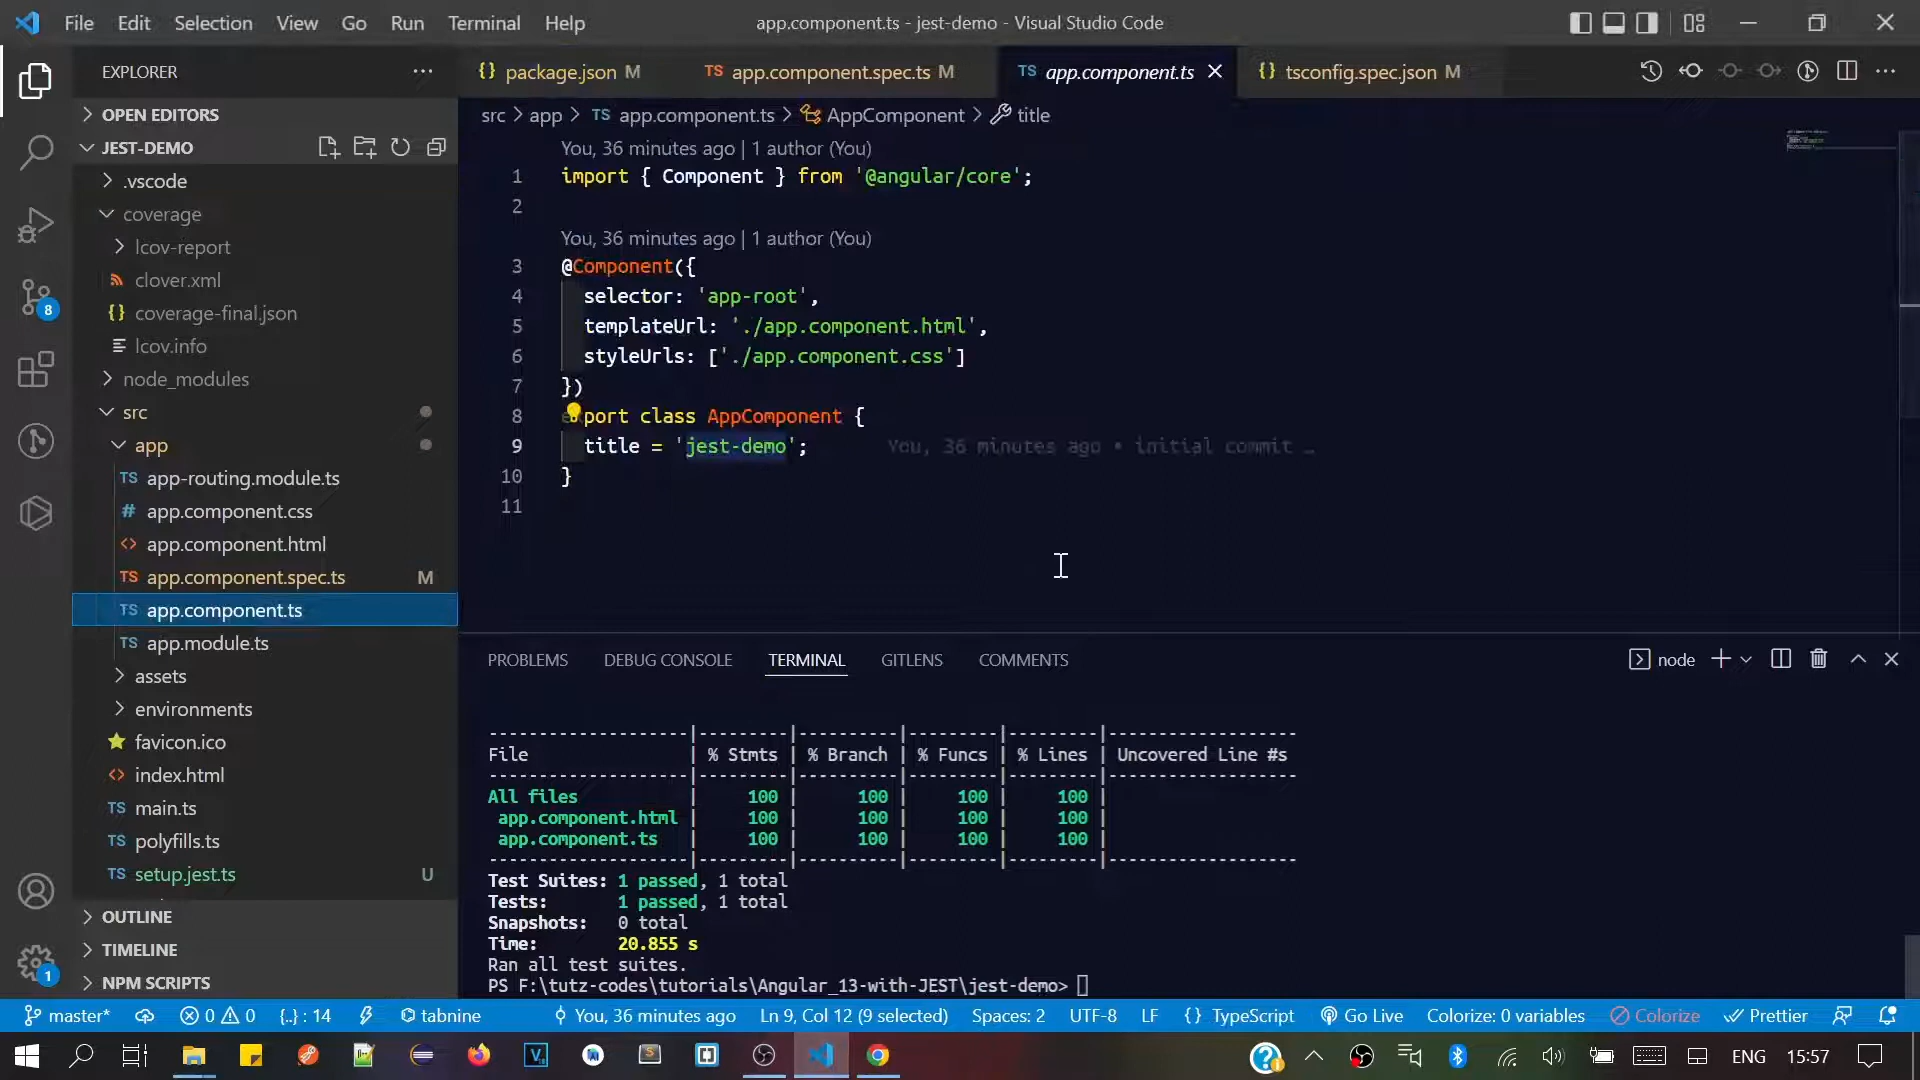 File Edit Selection View Go Run Terminal Help
app.component.ts - jest-demo - Visual Studio Code
EXPLORER
{} package.json M
TS app.component.spec.ts M
TS app.component.ts
{} tsconfig.spec.json M
OPEN EDITORS
JEST-DEMO
.vscode
coverage
lcov-report
clover.xml
{} coverage-final.json
lcov.info
node_modules
src
app
TS app-routing.module.ts
# app.component.css
<> app.component.html
TS app.component.spec.ts M
TS app.component.ts
TS app.module.ts
assets
environments
favicon.ico
<> index.html
TS main.ts
TS polyfills.ts
TS setup.jest.ts U
OUTLINE
TIMELINE
NPM SCRIPTS
8
1
src > app > TS app.component.ts > AppComponent > title
You, 36 minutes ago | 1 author (You)
1 import { Component } from '@angular/core';
2
You, 36 minutes ago | 1 author (You)
3 @Component({
4 selector: 'app-root',
5 templateUrl: './app.component.html',
6 styleUrls: ['./app.component.css']
7 })
8 export class AppComponent {
9 title = 'jest-demo'; You, 36 minutes ago • initial commit …
10 }
11
PROBLEMS DEBUG CONSOLE TERMINAL GITLENS COMMENTS
node
--------------------|---------|----------|---------|---------|-------------------
File | % Stmts | % Branch | % Funcs | % Lines | Uncovered Line #s
--------------------|---------|----------|---------|---------|-------------------
All files | 100 | 100 | 100 | 100 |
app.component.html | 100 | 100 | 100 | 100 |
app.component.ts | 100 | 100 | 100 | 100 |
--------------------|---------|----------|---------|---------|-------------------
Test Suites: 1 passed, 1 total
Tests: 1 passed, 1 total
Snapshots: 0 total
Time: 20.855 s
Ran all test suites.
PS F:\tutz-codes\tutorials\Angular_13-with-JEST\jest-demo>
master* 0 0 {..} : 14 tabnine You, 36 minutes ago Ln 9, Col 12 (9 selected) Spaces: 2 UTF-8 LF {} TypeScript Go Live Colorize: 0 variables Colorize Prettier
ENG 15:57